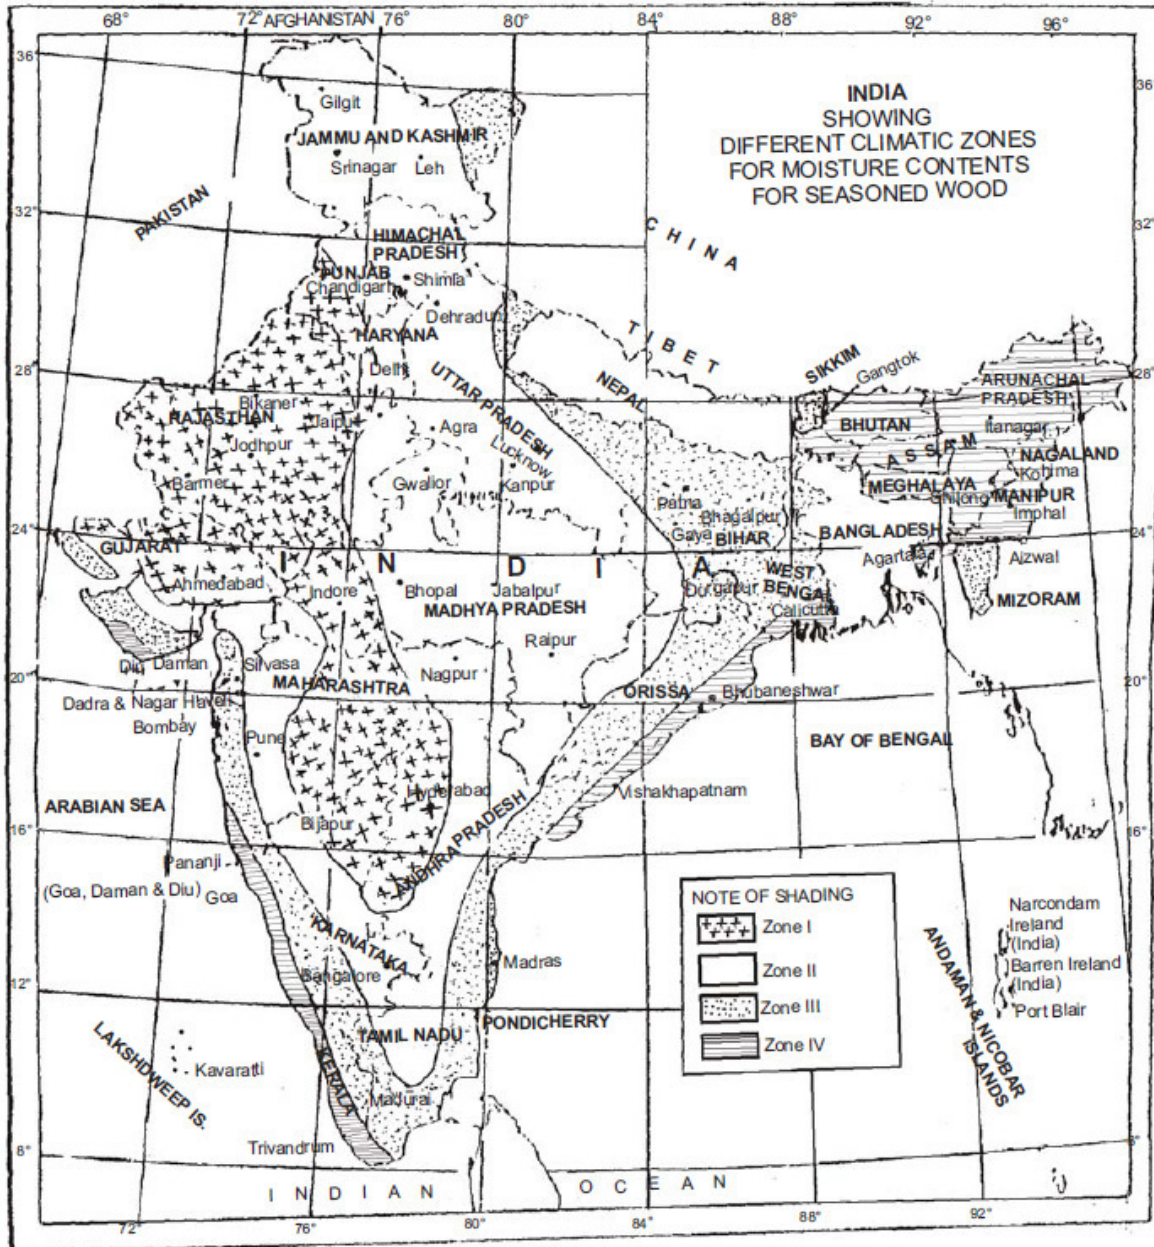 68° 72° AFGHANISTAN 76° 80° 84° 88° 92° 96°
36°
36°
INDIA
SHOWING
DIFFERENT CLIMATIC ZONES
FOR MOISTURE CONTENTS
FOR SEASONED WOOD
Gilgit
JAMMU AND KASHMIR
Srinagar Leh
PAKISTAN
32°
32°
CHINA
HIMACHAL
PRADESH
PUNJAB
Shimla
Chandigarh
Dehradun
HARYANA
TIBET
Delhi
28°
28°
UTTAR PRADESH
NEPAL
SIKKIM
Gangtok
ARUNACHAL
PRADESH
Itanagar
RAJASTHAN
Bikaner
Jaipur
Agra
Lucknow
BHUTAN
ASSAM
Jodhpur
NAGALAND
Kohima
Barmer
Gwalior
Kanpur
MEGHALAYA
Shilong
MANIPUR
Imphal
Patna
Bhagalpur
Gaya
BIHAR
BANGLADESH
24°
24°
GUJARAT
INDIA
Agartala
Aizwal
Ahmedabad
Indore
Bhopal
Jabalpur
WEST
BENGAL
Durgapur
Calicutta
MADHYA PRADESH
MIZORAM
Raipur
Diu Daman
Silvasa
Nagpur
20°
20°
MAHARASHTRA
ORISSA
Bhubaneshwar
Dadra & Nagar Haveli
Bombay
Pune
BAY OF BENGAL
ARABIAN SEA
Hyderabad
Vishakhapatnam
Bijapur
ANDHRA PRADESH
16°
16°
Pananji
(Goa, Daman & Diu) Goa
NOTE OF SHADING
Zone I
Zone II
Zone III
Zone IV
Narcondam
Ireland
(India)
Barren Ireland
(India)
Port Blair
ANDAMAN & NICOBAR
ISLANDS
KARNATAKA
Bangalore
Madras
12°
TAMIL NADU
PONDICHERRY
LAKSHDWEEP IS.
Kavaratti
KERALA
Madurai
Trivandrum
8°
8°
INDIAN OCEAN
72° 76° 80° 84° 88° 92°